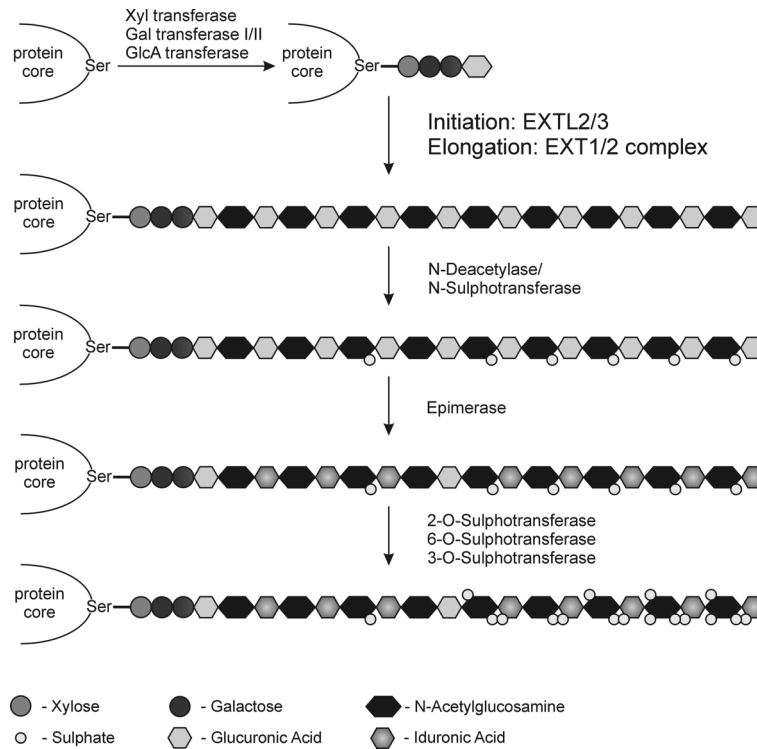 Xyl transferase
Gal transferase I/II
GlcA transferase
protein
core
Ser
protein
core
Ser
Initiation: EXTL2/3
Elongation: EXT1/2 complex
protein
core
Ser
N-Deacetylase/
N-Sulphotransferase
protein
core
Ser
Epimerase
protein
core
Ser
2-O-Sulphotransferase
6-O-Sulphotransferase
3-O-Sulphotransferase
protein
core
Ser
- Xylose
- Galactose
- N-Acetylglucosamine
- Sulphate
- Glucuronic Acid
- Iduronic Acid